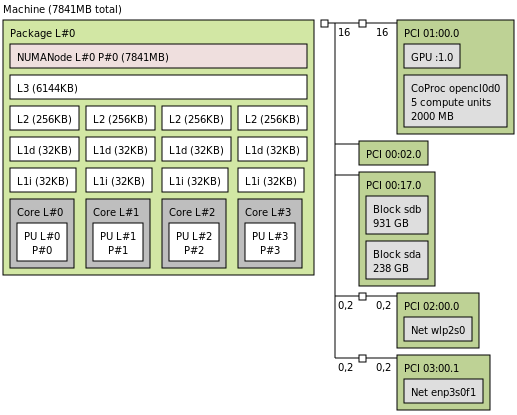 Machine (7841MB total)
Package L#0
NUMANode L#0 P#0 (7841MB)
L3 (6144KB)
L2 (256KB) L2 (256KB) L2 (256KB) L2 (256KB)
L1d (32KB) L1d (32KB) L1d (32KB) L1d (32KB)
L1i (32KB) L1i (32KB) L1i (32KB) L1i (32KB)
Core L#0 Core L#1 Core L#2 Core L#3
PU L#0 PU L#1 PU L#2 PU L#3
P#0 P#1 P#2 P#3
16 16
PCI 01:00.0
GPU :1.0
CoProc opencl0d0
5 compute units
2000 MB
PCI 00:02.0
PCI 00:17.0
Block sdb
931 GB
Block sda
238 GB
0,2 0,2
PCI 02:00.0
Net wlp2s0
0,2 0,2
PCI 03:00.1
Net enp3s0f1